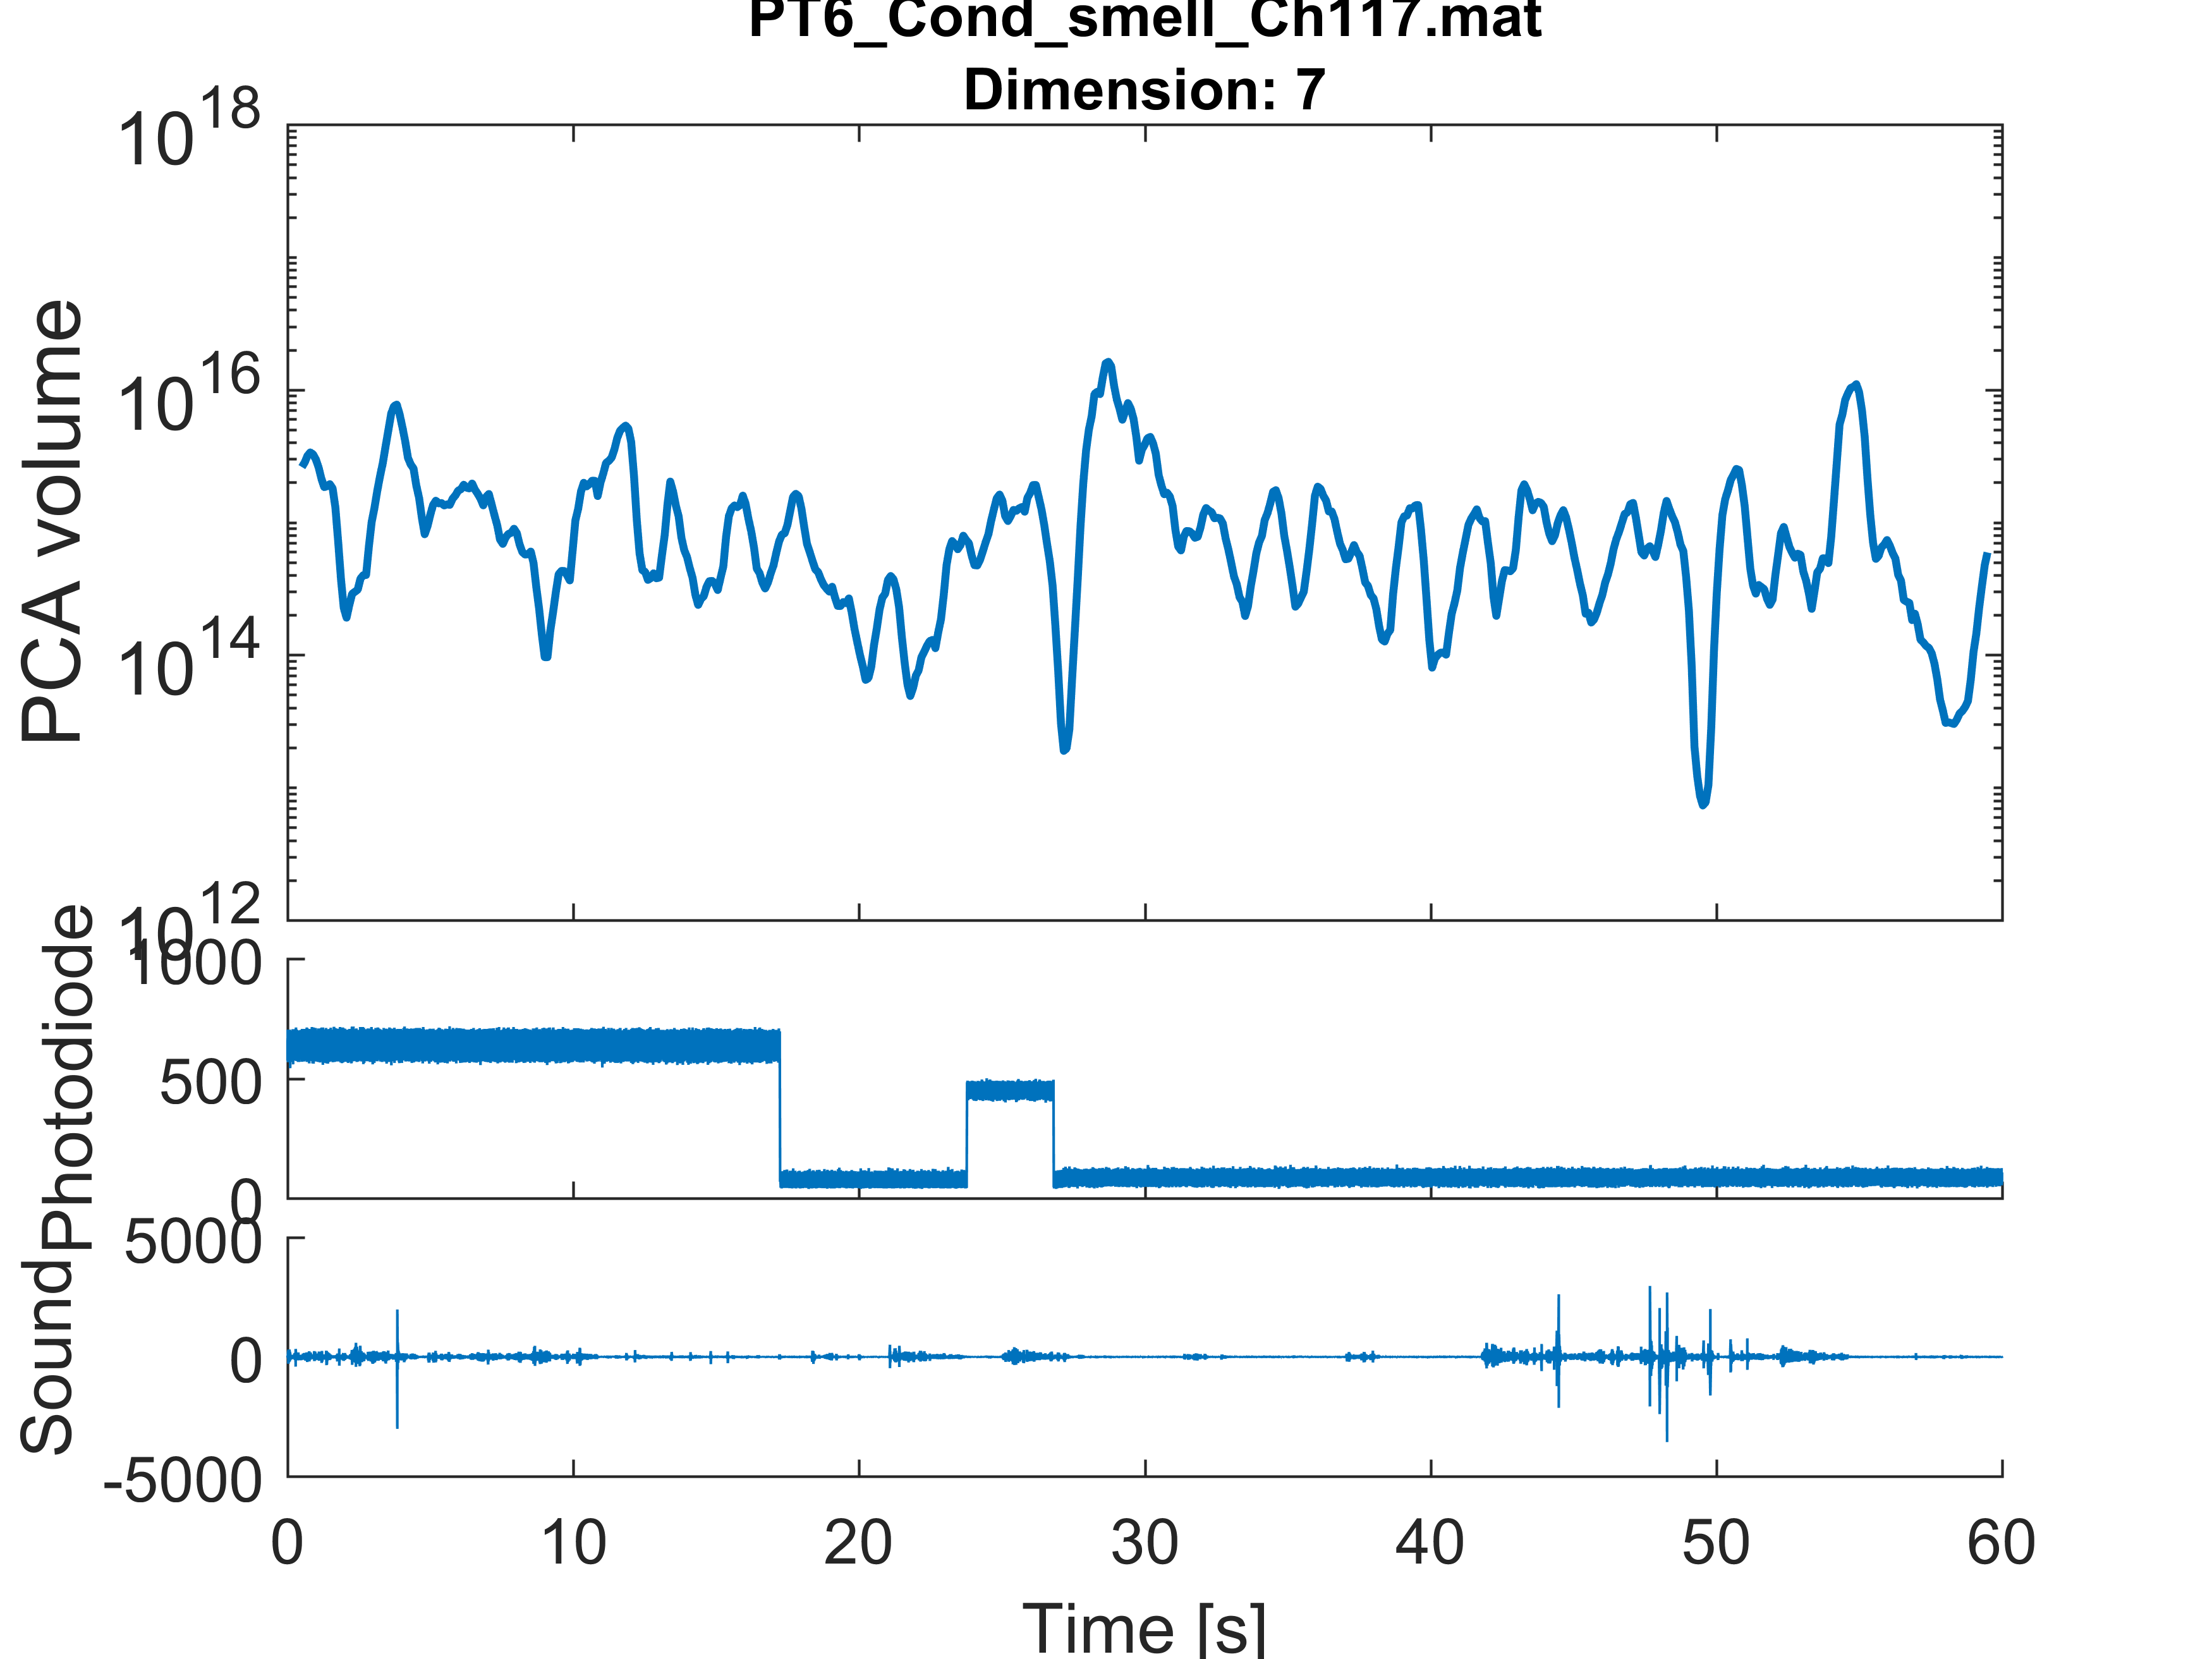 PT6_Cond_smell_Ch117.mat
Dimension: 7
10^18
10^16
10^14
10^12
PCA volume
1000
500
0
Photodiode
5000
0
-5000
Sound
0 10 20 30 40 50 60
Time [s]